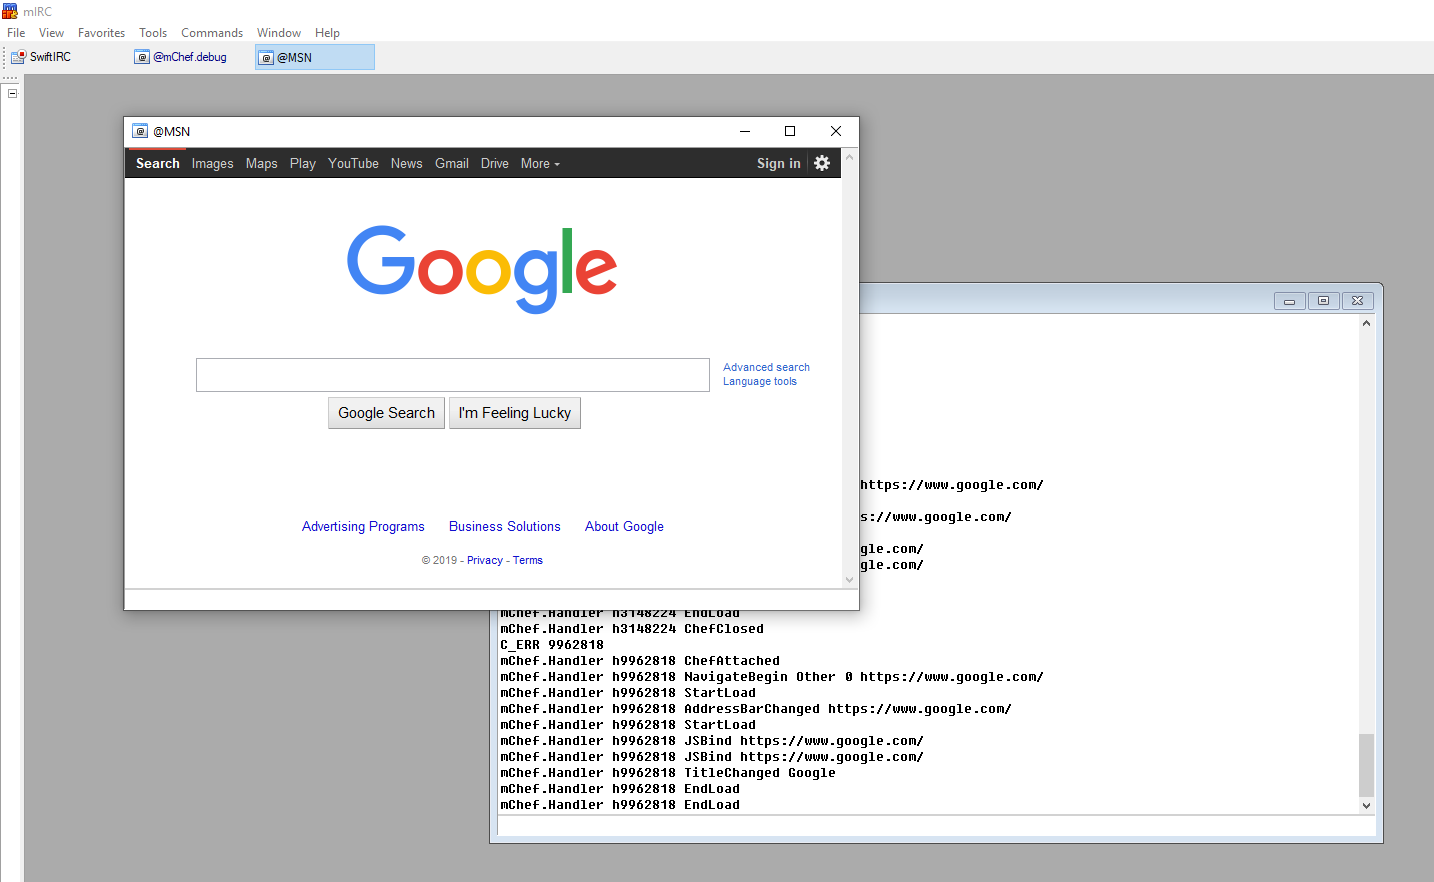 mIRC
File View Favorites Tools Commands Window Help
SwiftIRC @mChef.debug @MSN
@MSN
Search Images Maps Play YouTube News Gmail Drive More Sign in
Google
Advanced search
Language tools
Google Search I'm Feeling Lucky
Advertising Programs Business Solutions About Google
© 2019 - Privacy - Terms
https://www.google.com/
s://www.google.com/
gle.com/
gle.com/
mChef.Handler h3148224 EndLoad
mChef.Handler h3148224 ChefClosed
C_ERR 9962818
mChef.Handler h9962818 ChefAttached
mChef.Handler h9962818 NavigateBegin Other 0 https://www.google.com/
mChef.Handler h9962818 StartLoad
mChef.Handler h9962818 AddressBarChanged https://www.google.com/
mChef.Handler h9962818 StartLoad
mChef.Handler h9962818 JSBind https://www.google.com/
mChef.Handler h9962818 JSBind https://www.google.com/
mChef.Handler h9962818 TitleChanged Google
mChef.Handler h9962818 EndLoad
mChef.Handler h9962818 EndLoad